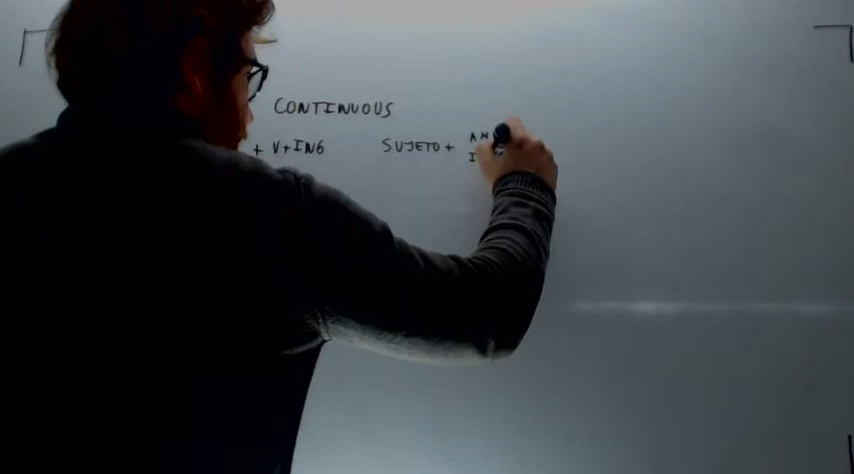 CONTINUOUS
+ V+ING SUJETO +